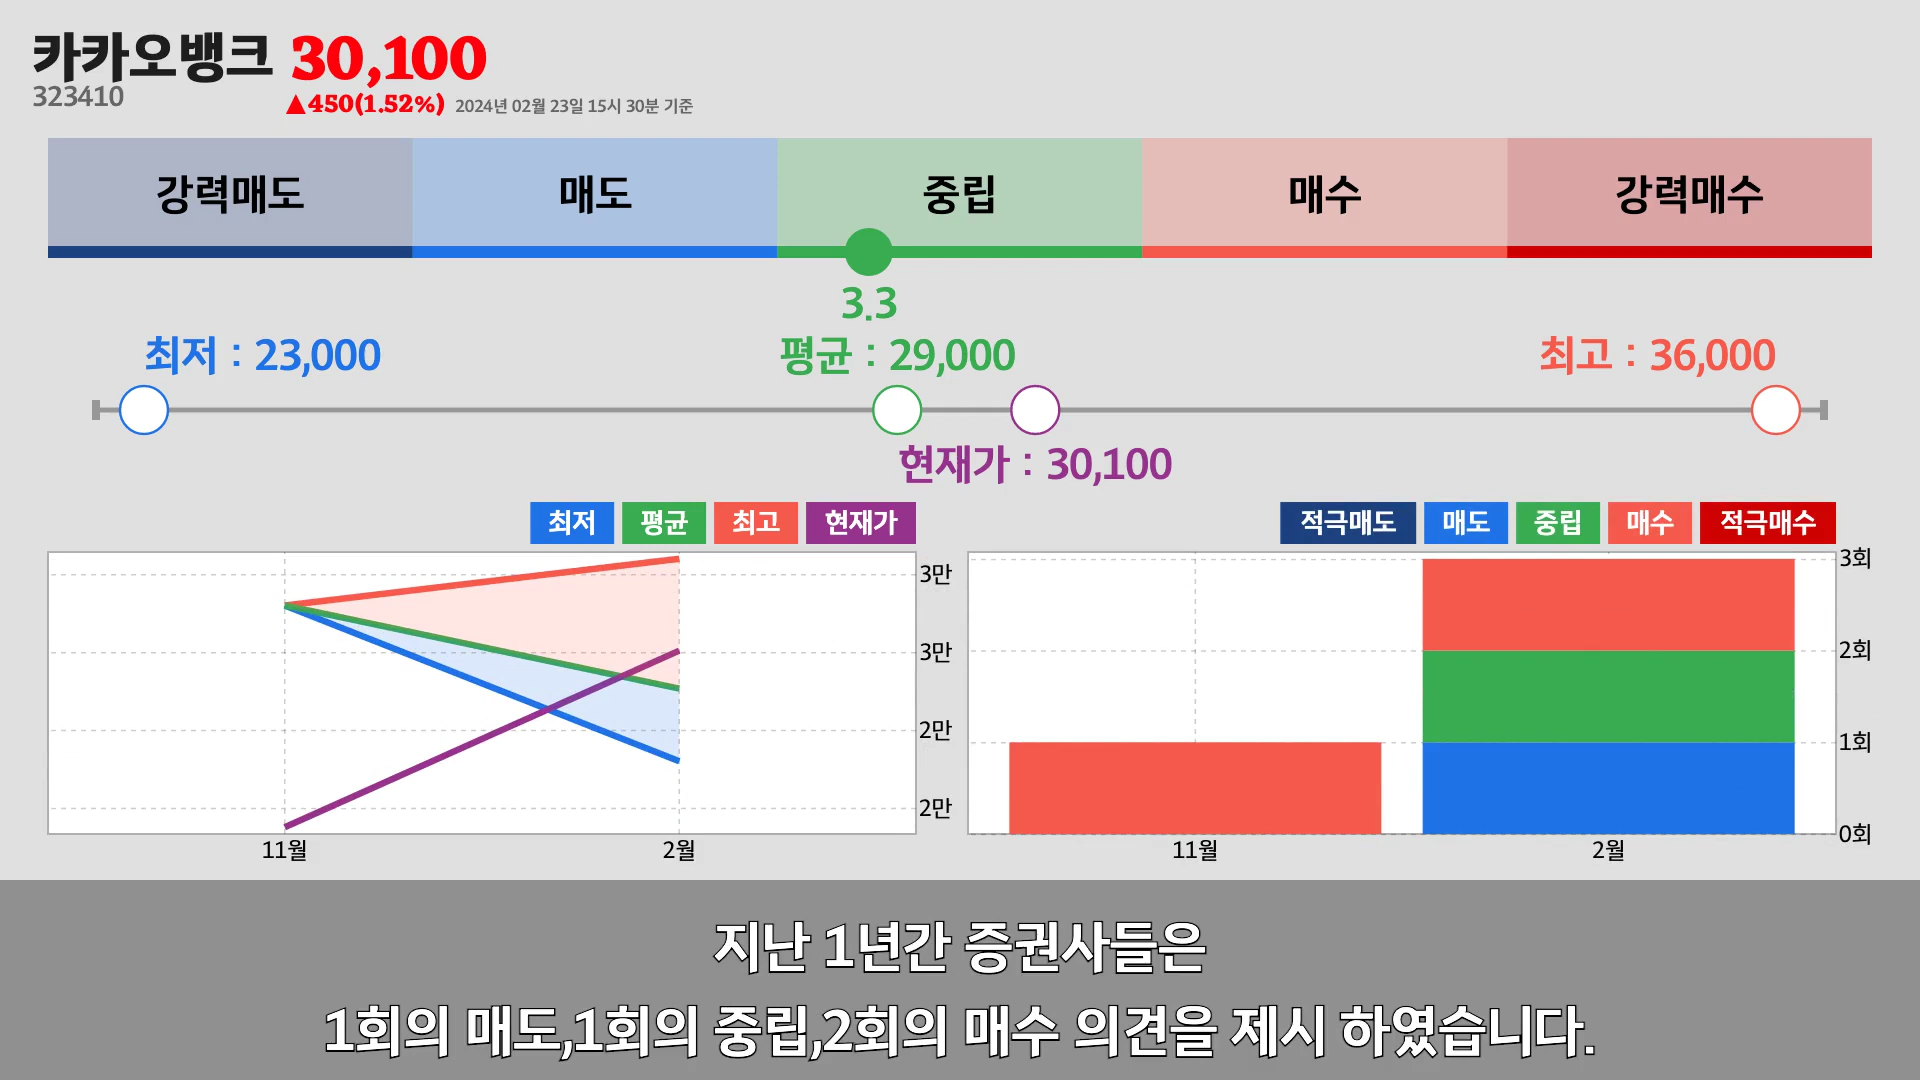 카카오뱅크 30,100
323410
▲450(1.52%) 2024년 02월 23일 15시 30분 기준
강력매도 매도 중립 매수 강력매수
3.3
최저 : 23,000 평균 : 29,000 최고 : 36,000
현재가 : 30,100
최저 평균 최고 현재가
3만
3만
2만
2만
11월 2월
적극매도 매도 중립 매수 적극매수
3회
2회
1회
0회
11월 2월
지난 1년간 증권사들은
1회의 매도,1회의 중립,2회의 매수 의견을 제시 하였습니다.